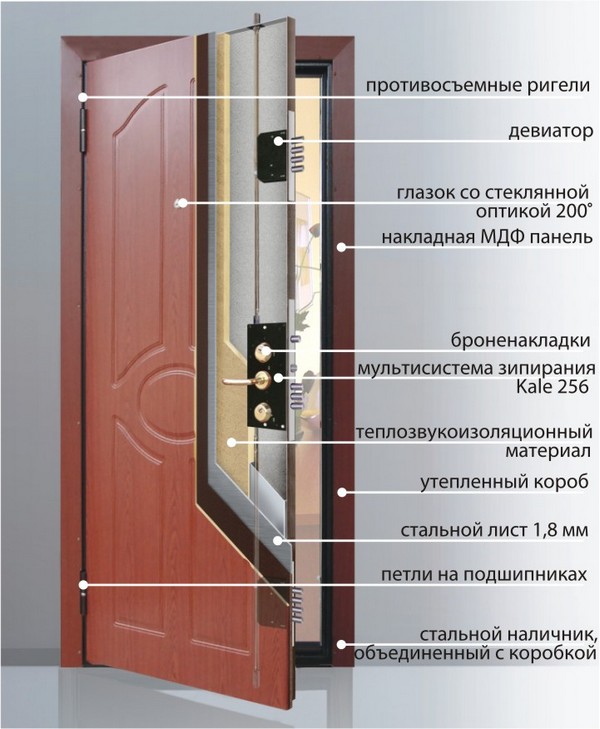 противосъемные ригели
девиатор
глазок со стеклянной
оптикой 200°
накладная МДФ панель
броненакладки
мультисистема зипирания
Kale 256
теплозвукоизоляционный
материал
утепленный короб
стальной лист 1,8 мм
петли на подшипниках
стальной наличник,
объединенный с коробкой